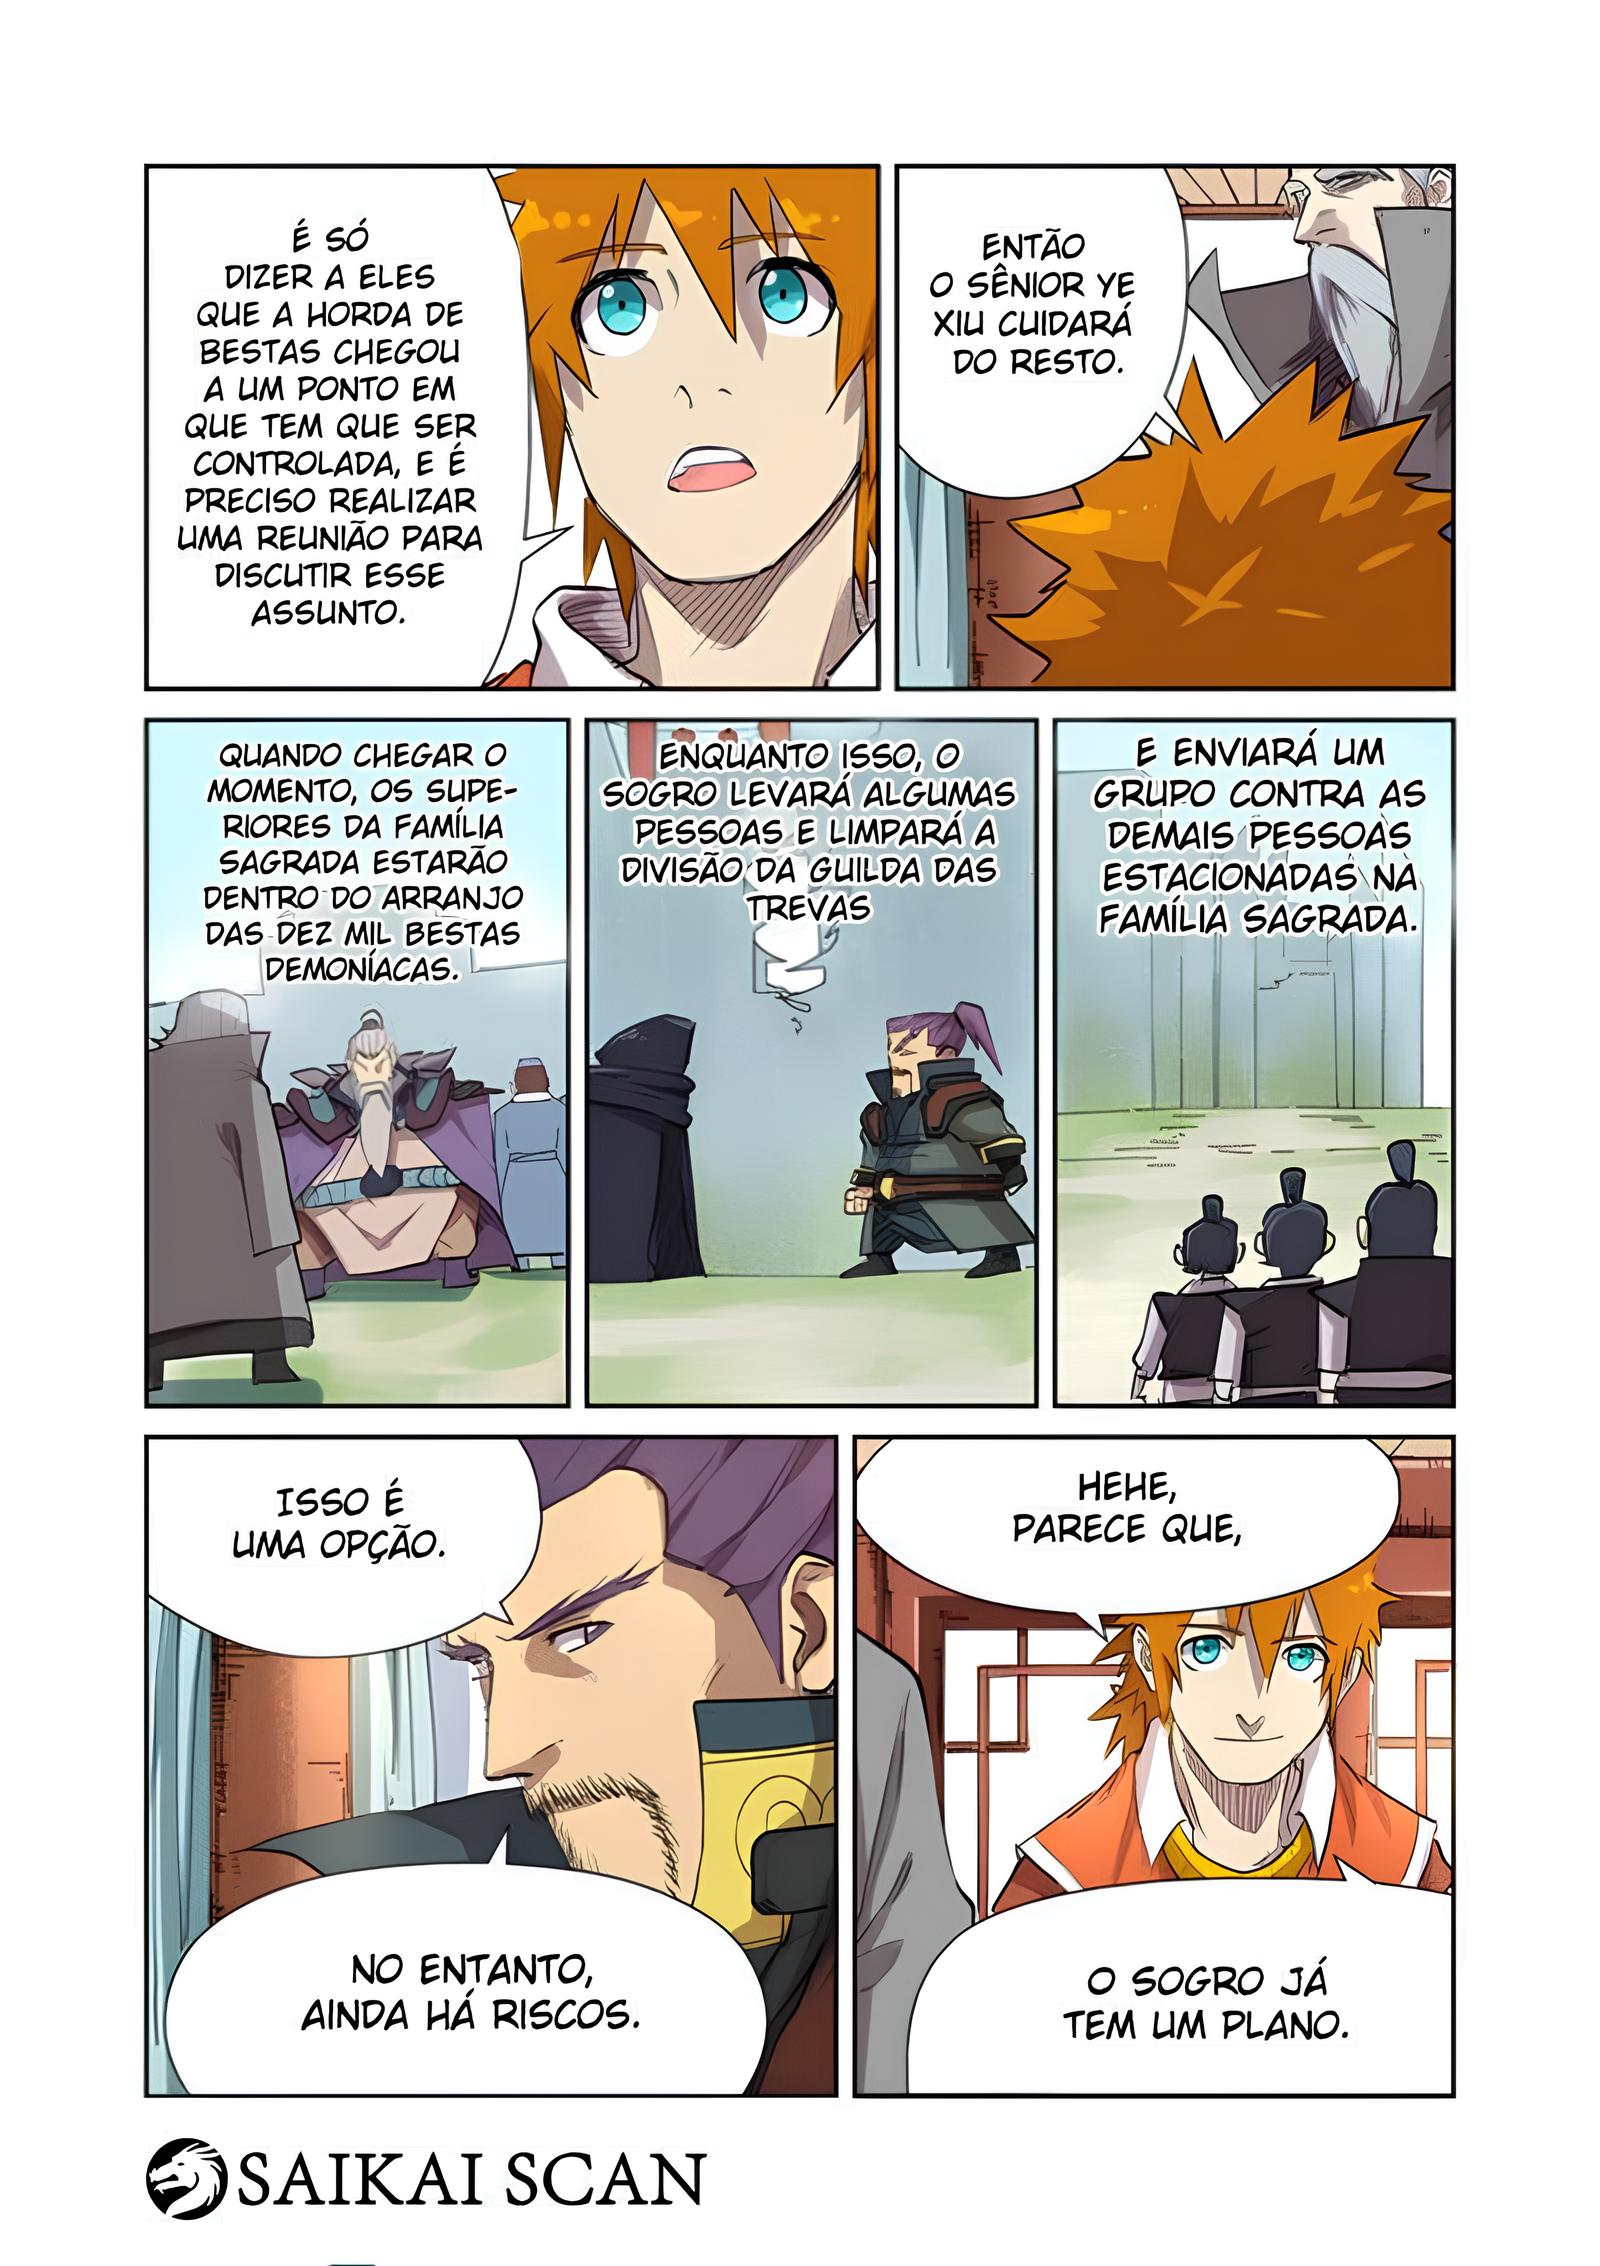 É SÓ
DIZER A ELES
QUE A HORDA DE
BESTAS CHEGOU
A UM PONTO EM
QUE TEM QUE SER
CONTROLADA, E É
PRECISO REALIZAR
UMA REUNIÃO PARA
DISCUTIR ESSE
ASSUNTO.
ENTÃO
O SÊNIOR YE
XIU CUIDARÁ
DO RESTO.
QUANDO CHEGAR O
MOMENTO, OS SUPE-
RIORES DA FAMÍLIA
SAGRADA ESTARÃO
DENTRO DO ARRANJO
DAS DEZ MIL BESTAS
DEMONÍACAS.
ENQUANTO ISSO, O
SOGRO LEVARÁ ALGUMAS
PESSOAS E LIMPARÁ A
DIVISÃO DA GUILDA DAS
TREVAS
E ENVIARÁ UM
GRUPO CONTRA AS
DEMAIS PESSOAS
ESTACIONADAS NA
FAMÍLIA SAGRADA.
ISSO É
UMA OPÇÃO.
NO ENTANTO,
AINDA HÁ RISCOS.
HEHE,
PARECE QUE,
O SOGRO JÁ
TEM UM PLANO.
SAIKAI SCAN